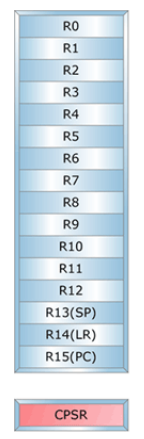 R0
R1
R2
R3
R4
R5
R6
R7
R8
R9
R10
R11
R12
R13(SP)
R14(LR)
R15(PC)
CPSR